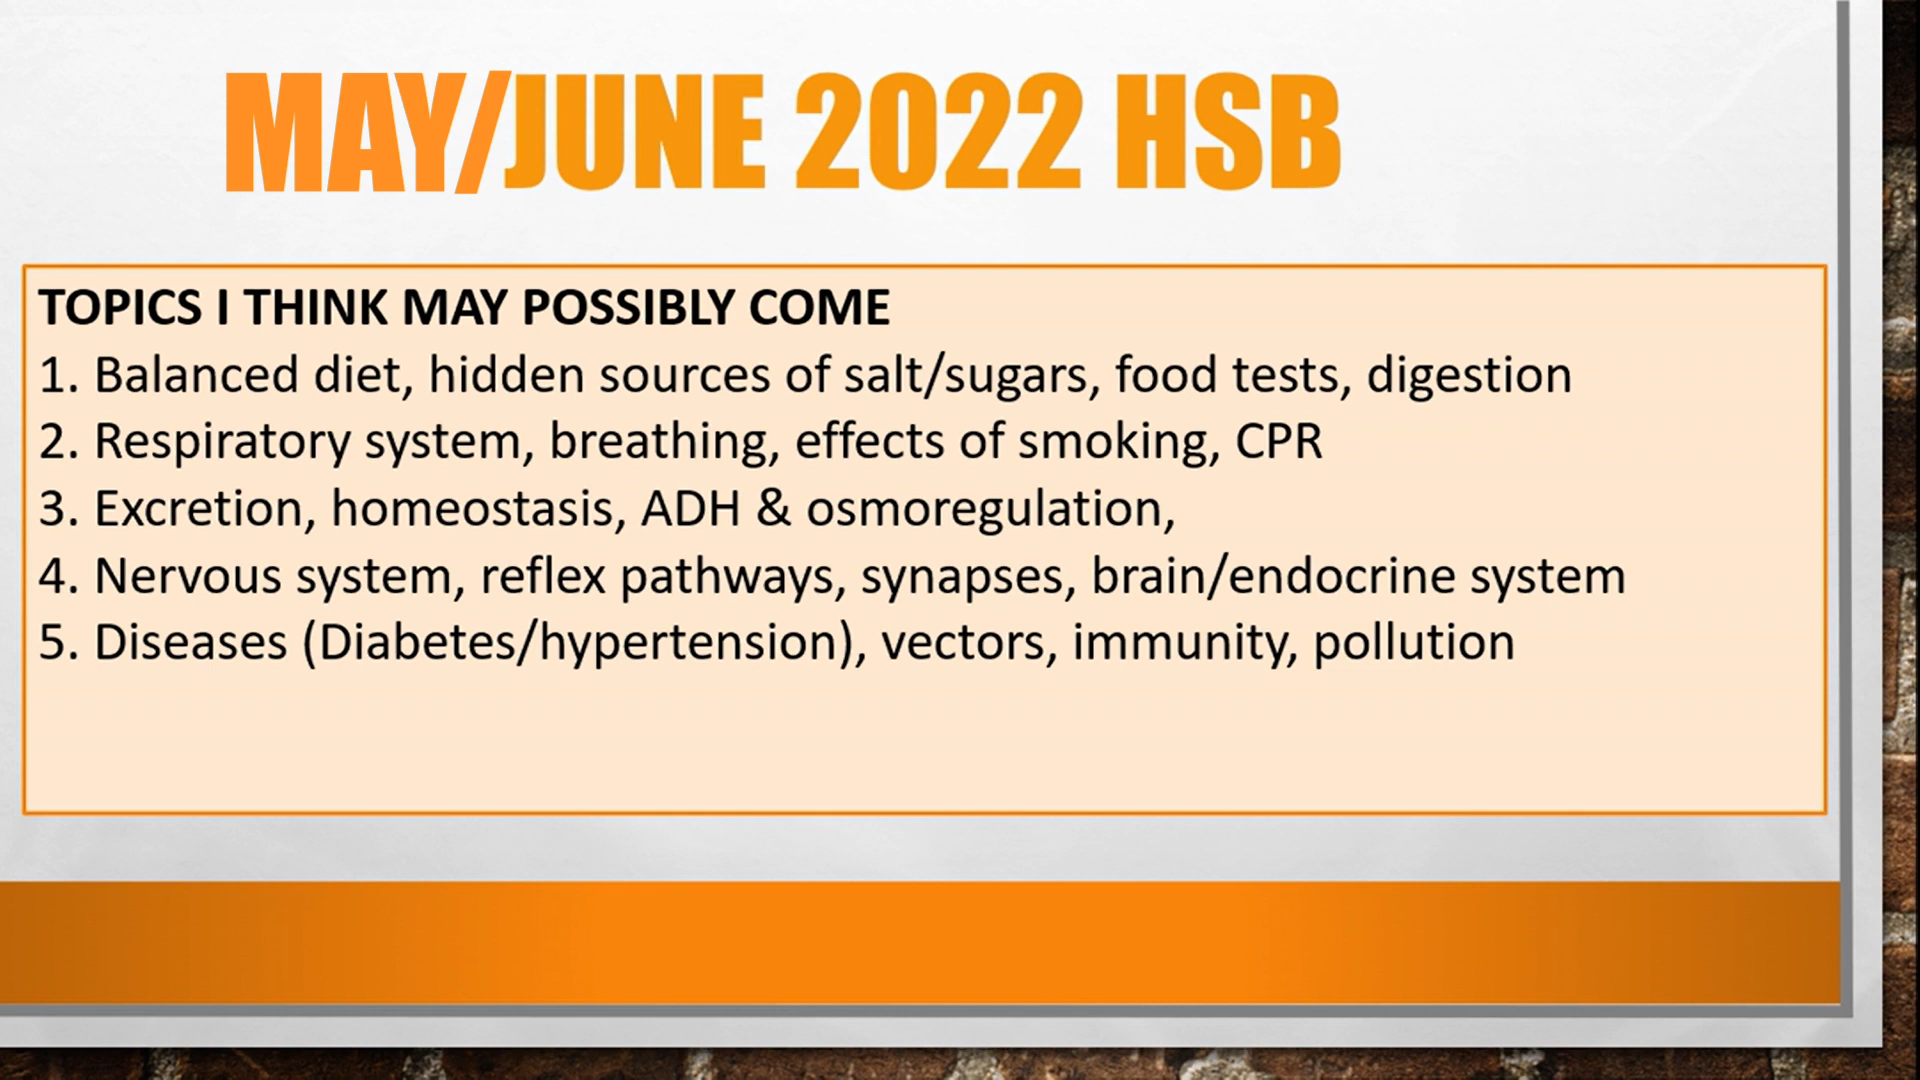 MAY/JUNE 2022 HSB
TOPICS I THINK MAY POSSIBLY COME
1. Balanced diet, hidden sources of salt/sugars, food tests, digestion
2. Respiratory system, breathing, effects of smoking, CPR
3. Excretion, homeostasis, ADH & osmoregulation,
4. Nervous system, reflex pathways, synapses, brain/endocrine system
5. Diseases (Diabetes/hypertension), vectors, immunity, pollution